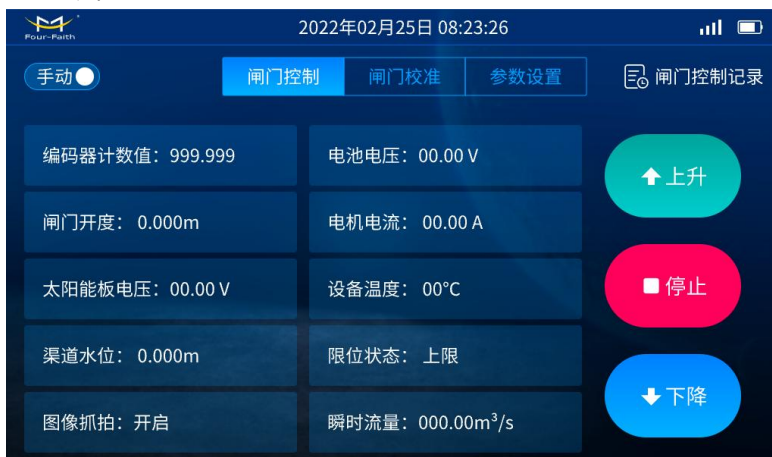 Four-Faith
2022年02月25日 08:23:26
手动
闸门控制
闸门校准
参数设置
闸门控制记录
编码器计数值：999.999
电池电压：00.00 V
上升
闸门开度： 0.000m
电机电流： 00.00 A
太阳能板电压：00.00 V
设备温度： 00°C
停止
渠道水位： 0.000m
限位状态： 上限
下降
图像抓拍：开启
瞬时流量：000.00m³/s